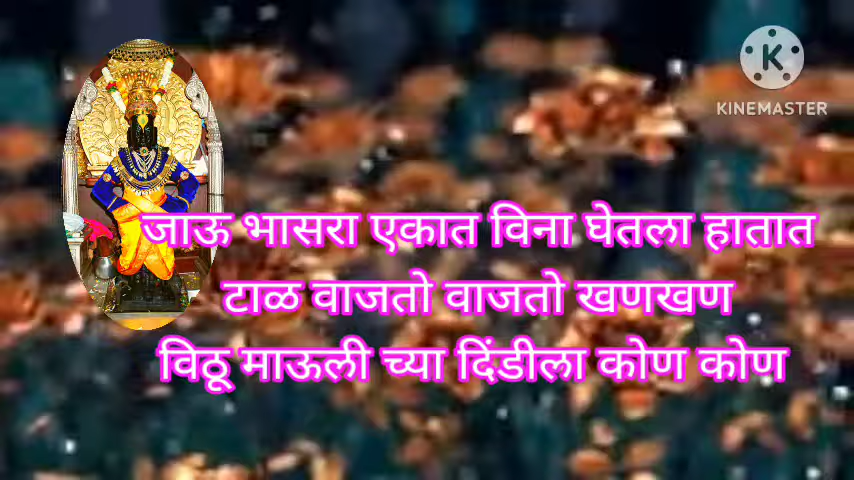 KINEMASTER
जाऊ भासरा एकात विना घेतला हातात
टाळ वाजतो वाजतो खणखण
विठू माऊली च्या दिंडीला कोण कोण